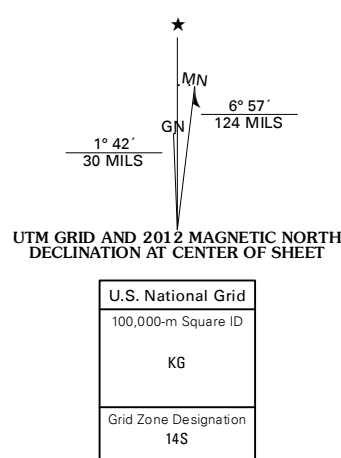 ★
MN
GN
6° 57´
124 MILS
1° 42´
30 MILS
UTM GRID AND 2012 MAGNETIC NORTH
DECLINATION AT CENTER OF SHEET
U.S. National Grid
100,000-m Square ID
KG
Grid Zone Designation
14S